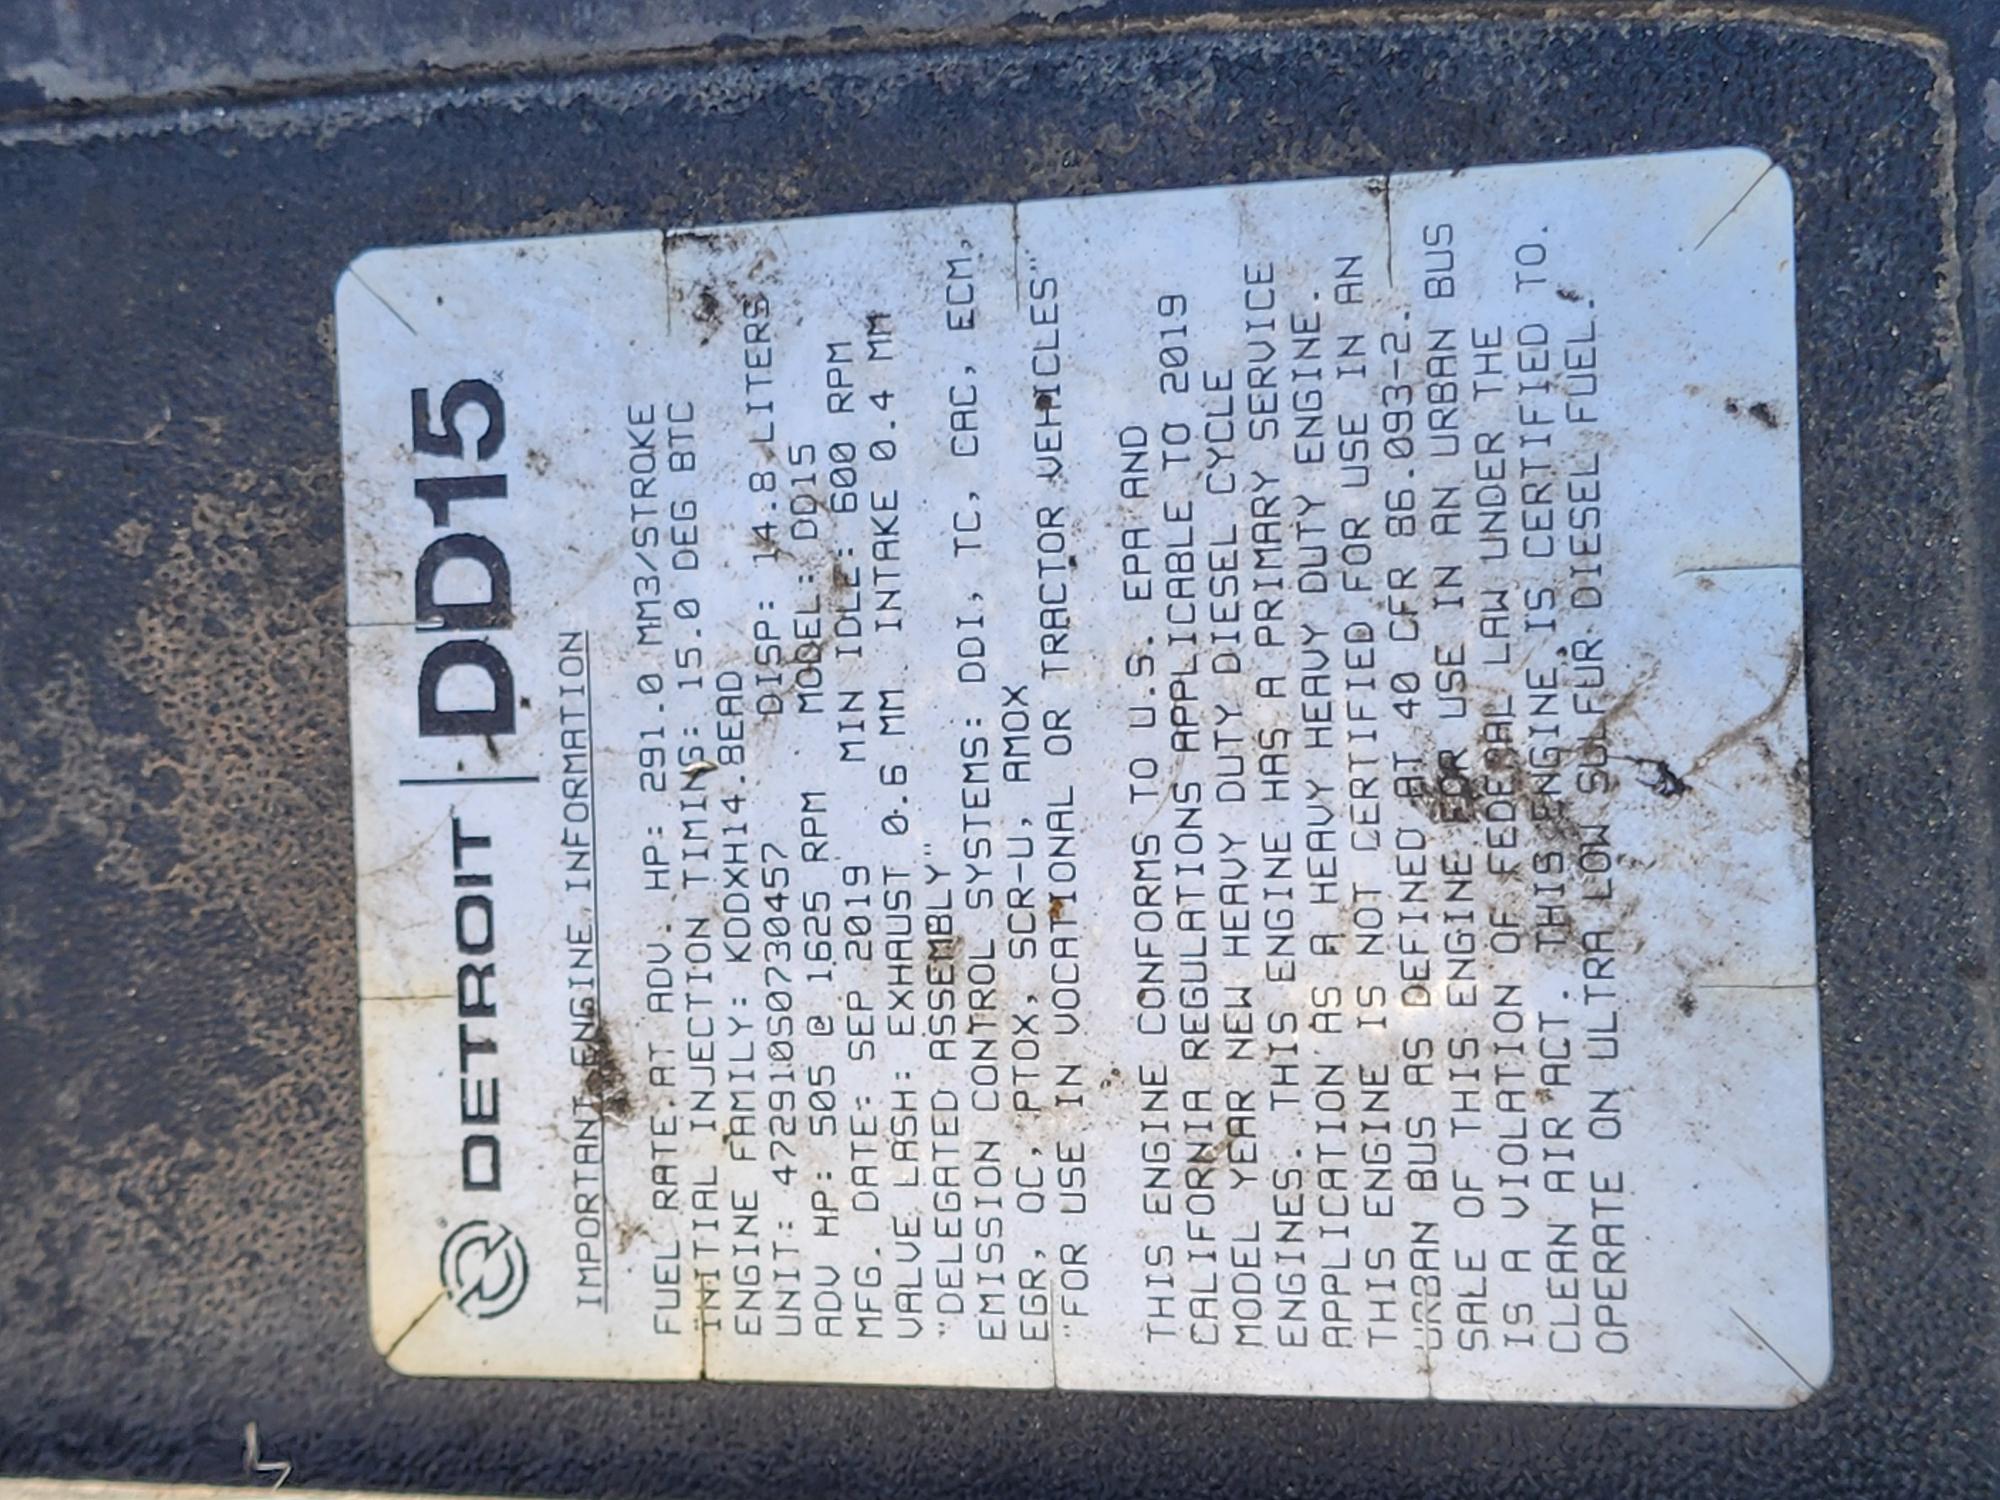 DETROIT DD15
IMPORTANT ENGINE INFORMATION
FUEL RATE AT ADV. HP: 291.0 MM3/STROKE
INITIAL INJECTION TIMING: 15.0 DEG BTC
ENGINE FAMILY: KDDXH14.8EAD
UNIT: 472910S0730457 DISP: 14.8 LITERS
ADV HP: 505 @ 1625 RPM MODEL: DD15
MFG. DATE: SEP 2019 MIN IDLE: 600 RPM
VALVE LASH: EXHAUST 0.6 MM INTAKE 0.4 MM
"DELEGATED ASSEMBLY"
EMISSION CONTROL SYSTEMS: DDI, TC, CAC, ECM,
EGR, OC, PTOX, SCR-U, AMOX
"FOR USE IN VOCATIONAL OR TRACTOR VEHICLES"
THIS ENGINE CONFORMS TO U.S. EPA AND
CALIFORNIA REGULATIONS APPLICABLE TO 2019
MODEL YEAR NEW HEAVY DUTY DIESEL CYCLE
ENGINES. THIS ENGINE HAS A PRIMARY SERVICE
APPLICATION AS A HEAVY HEAVY DUTY ENGINE.
THIS ENGINE IS NOT CERTIFIED FOR USE IN AN
URBAN BUS AS DEFINED AT 40 CFR 86.093-2.
SALE OF THIS ENGINE FOR USE IN AN URBAN BUS
IS A VIOLATION OF FEDERAL LAW UNDER THE
CLEAN AIR ACT. THIS ENGINE IS CERTIFIED TO
OPERATE ON ULTRA LOW SULFUR DIESEL FUEL.